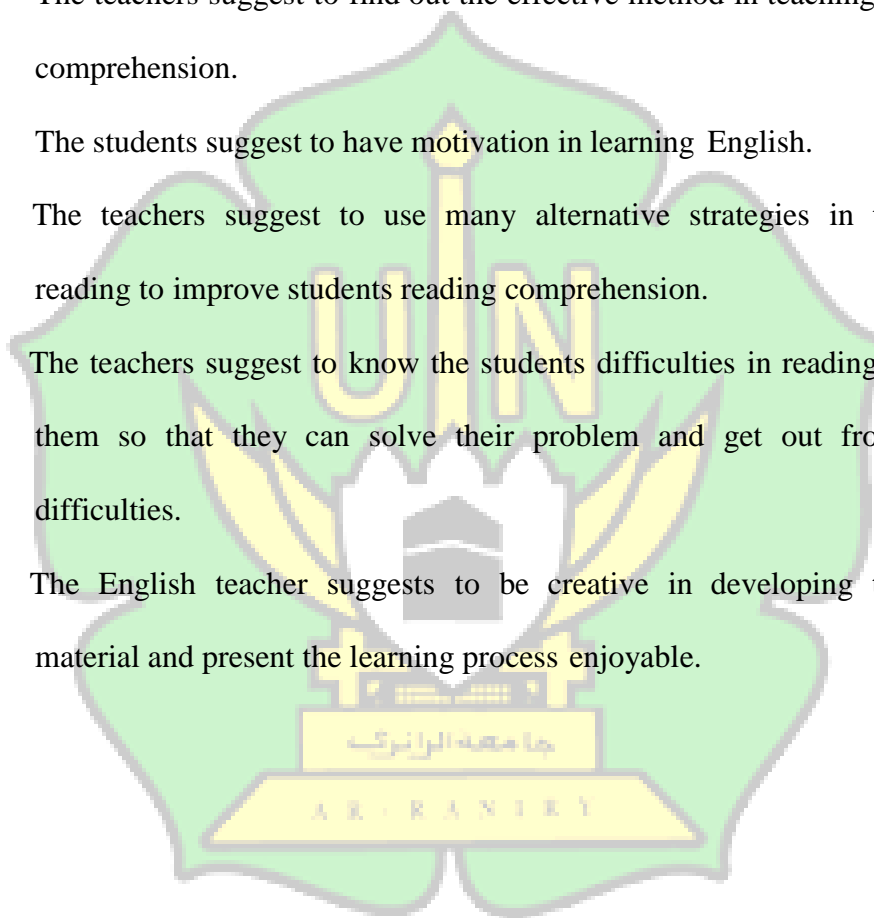 The teachers suggest to find out the effective method in teaching
comprehension.
The students suggest to have motivation in learning English.
The teachers suggest to use many alternative strategies in
reading to improve students reading comprehension.
The teachers suggest to know the students difficulties in reading
them so that they can solve their problem and get out
difficulties.
The English teacher suggests to be creative in developing
material and present the learning process enjoyable.
UIN
جامعة الرانري
AR-RANIRY